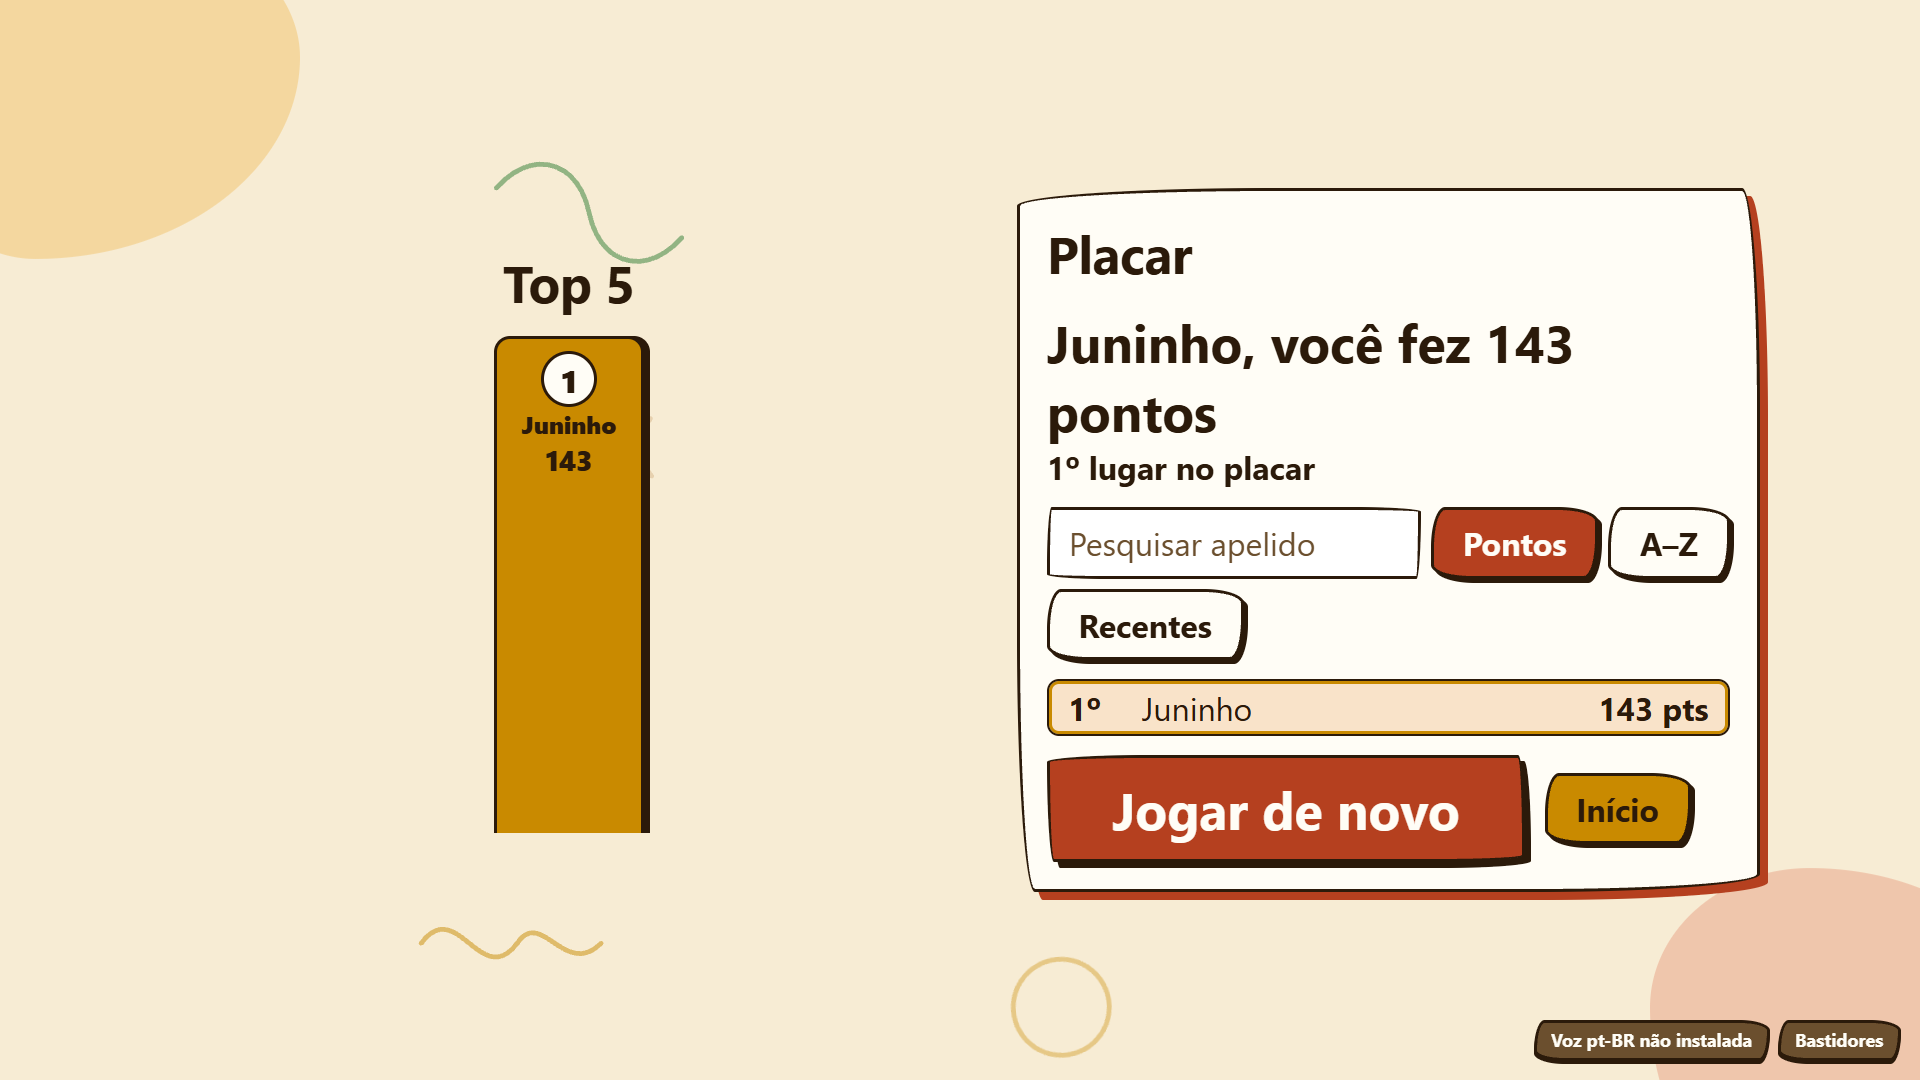 Top 5
1
Juninho
143
Placar
Juninho, você fez 143
pontos
1º lugar no placar
Pesquisar apelido
Pontos
A–Z
Recentes
1º Juninho 143 pts
Jogar de novo
Início
Voz pt-BR não instalada
Bastidores